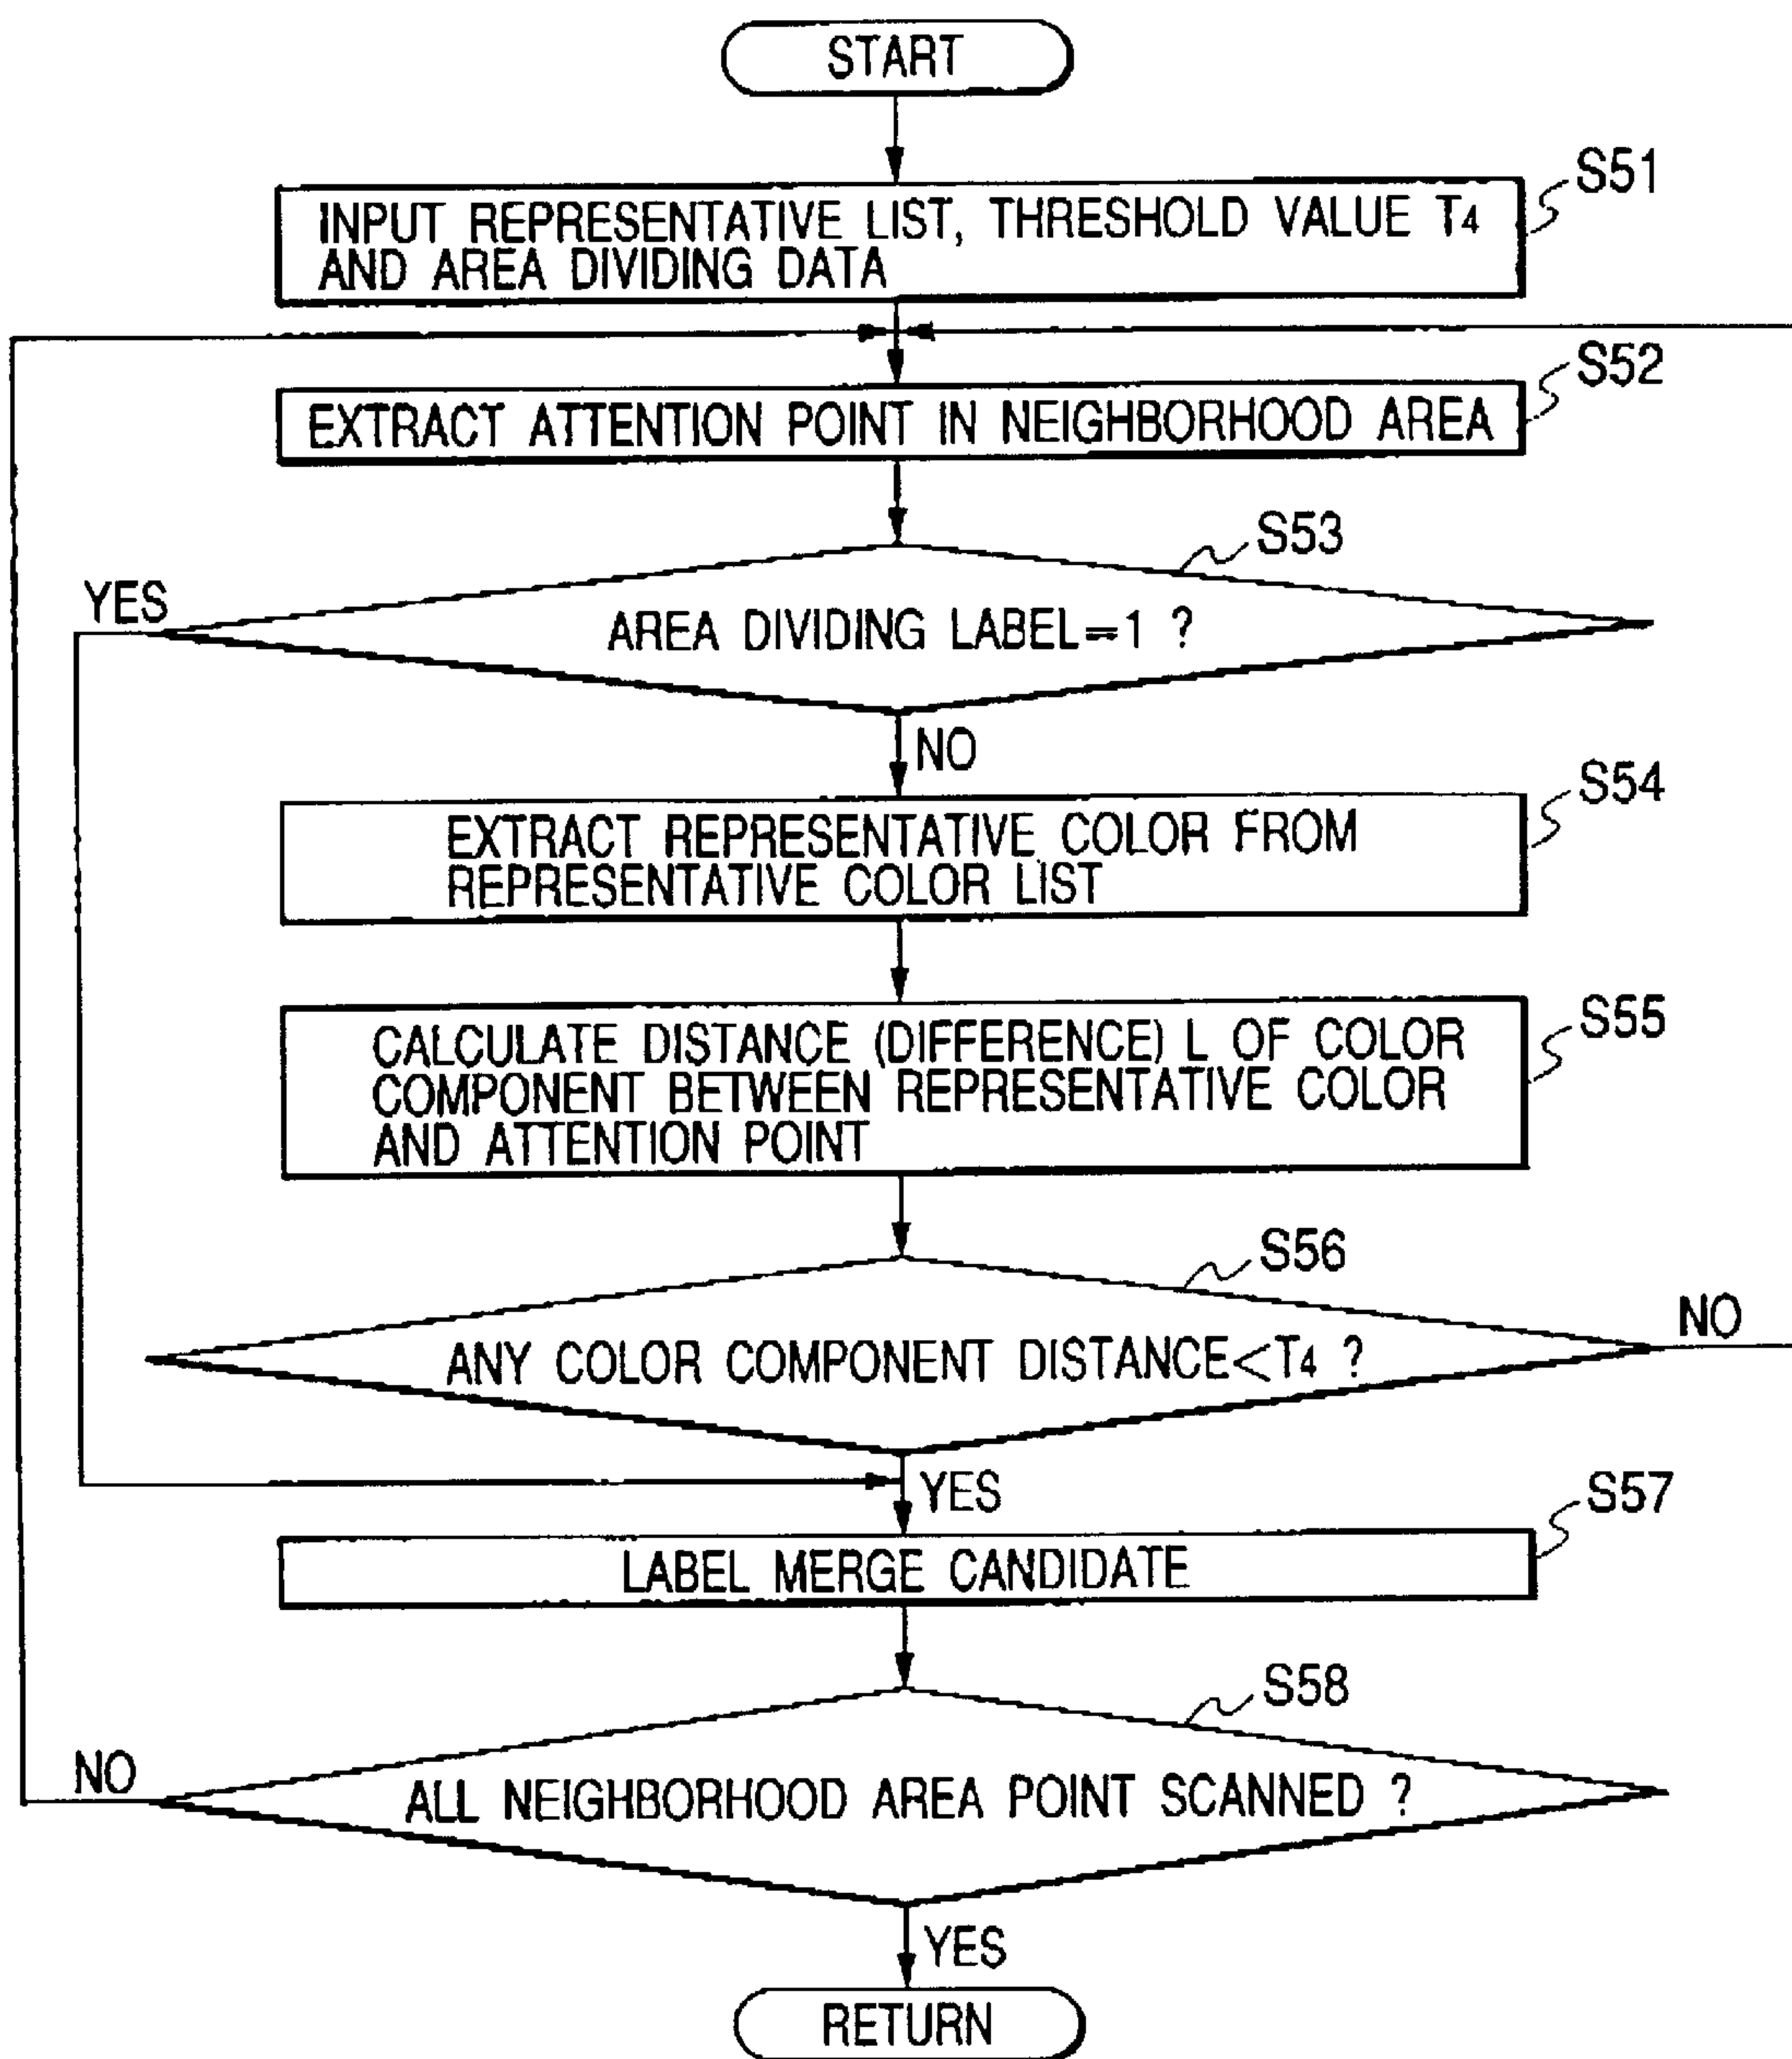 START
S51
INPUT REPRESENTATIVE LIST, THRESHOLD VALUE T4
AND AREA DIVIDING DATA
S52
EXTRACT ATTENTION POINT IN NEIGHBORHOOD AREA
S53
YES
AREA DIVIDING LABEL=1 ?
NO
S54
EXTRACT REPRESENTATIVE COLOR FROM
REPRESENTATIVE COLOR LIST
S55
CALCULATE DISTANCE (DIFFERENCE) L OF COLOR
COMPONENT BETWEEN REPRESENTATIVE COLOR
AND ATTENTION POINT
S56
NO
ANY COLOR COMPONENT DISTANCE<T4 ?
YES
S57
LABEL MERGE CANDIDATE
S58
NO
ALL NEIGHBORHOOD AREA POINT SCANNED ?
YES
RETURN